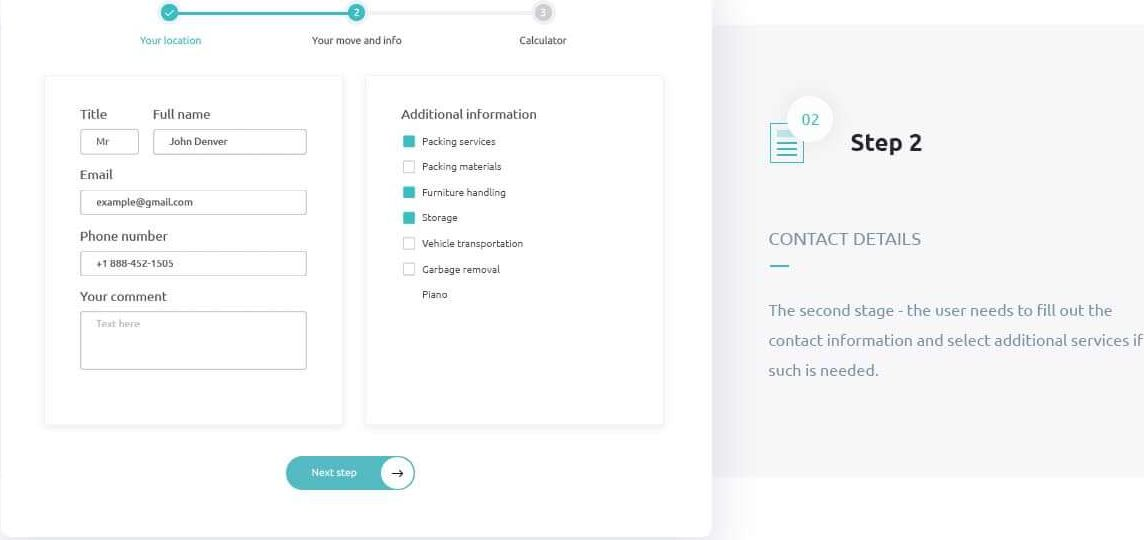 2
3
Your location
Your move and info
Calculator
Title
Full name
Mr
John Denver
Email
example@gmail.com
Phone number
+1 888-452-1505
Your comment
Text here
Additional information
Packing services
Packing materials
Furniture handling
Storage
Vehicle transportation
Garbage removal
Piano
Next step
02
Step 2
CONTACT DETAILS
The second stage - the user needs to fill out the
contact information and select additional services if
such is needed.